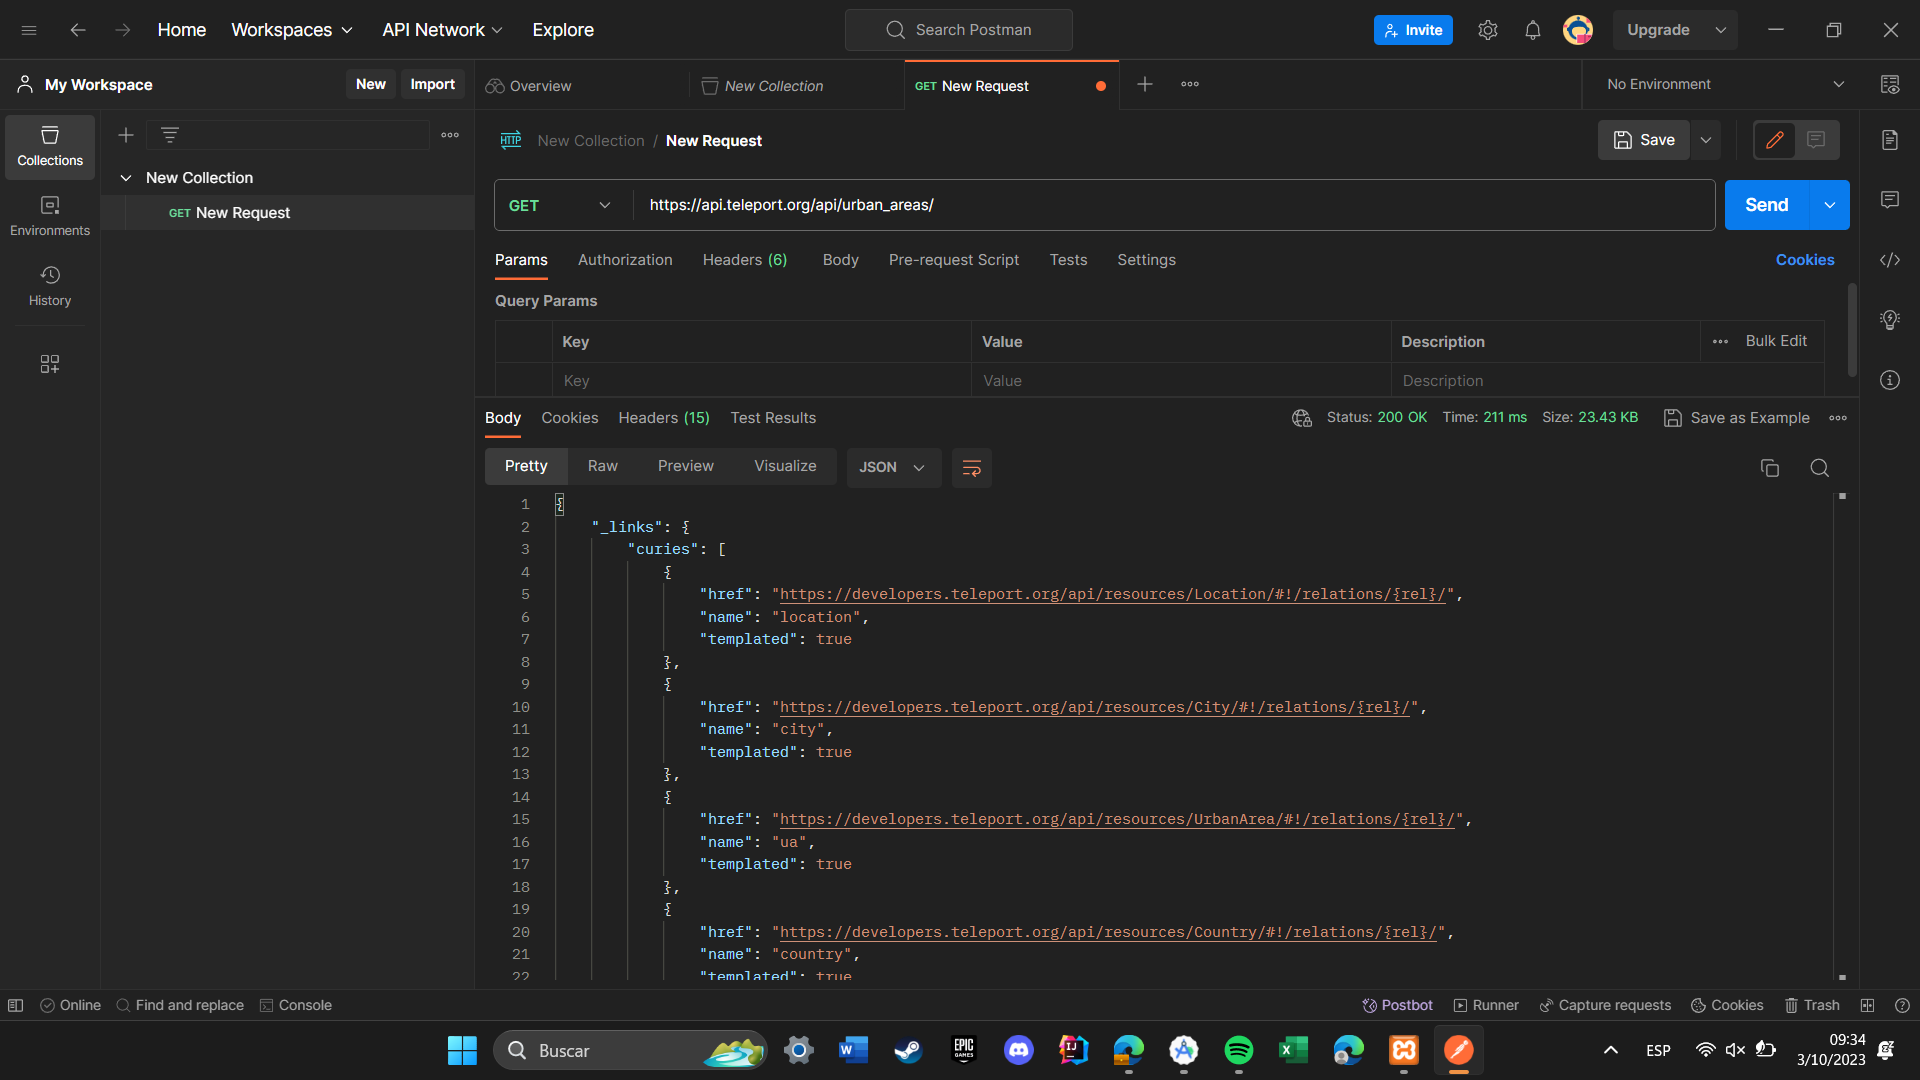 Home Workspaces API Network Explore Search Postman Invite Upgrade
My Workspace New Import Overview New Collection GET New Request No Environment
Collections
New Collection / New Request Save
New Collection
GET New Request
Environments
History
GET https://api.teleport.org/api/urban_areas/ Send
Params Authorization Headers (6) Body Pre-request Script Tests Settings Cookies
Query Params
Key Value Description Bulk Edit
Key Value Description
Body Cookies Headers (15) Test Results Status: 200 OK Time: 211 ms Size: 23.43 KB Save as Example
Pretty Raw Preview Visualize JSON
1 {
2 "_links": {
3 "curies": [
4 {
5 "href": "https://developers.teleport.org/api/resources/Location/#!/relations/{rel}/",
6 "name": "location",
7 "templated": true
8 },
9 {
10 "href": "https://developers.teleport.org/api/resources/City/#!/relations/{rel}/",
11 "name": "city",
12 "templated": true
13 },
14 {
15 "href": "https://developers.teleport.org/api/resources/UrbanArea/#!/relations/{rel}/",
16 "name": "ua",
17 "templated": true
18 },
19 {
20 "href": "https://developers.teleport.org/api/resources/Country/#!/relations/{rel}/",
21 "name": "country",
22 "templated": true
Online Find and replace Console Postbot Runner Capture requests Cookies Trash
Buscar W EPIC GAMES IJ X ESP 09:34
3/10/2023